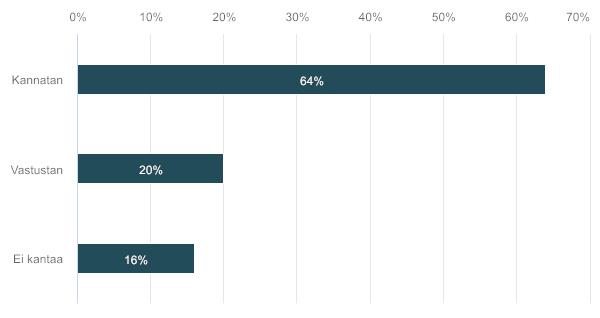 0% 10% 20% 30% 40% 50% 60% 70%
Kannatan 64%
Vastustan 20%
Ei kantaa 16%